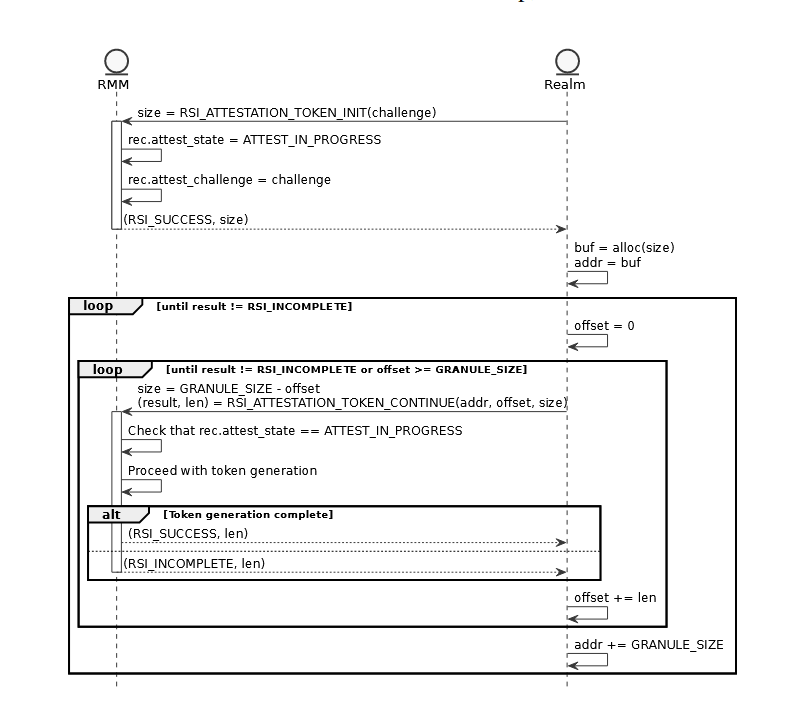 RMM
Realm
size = RSI_ATTESTATION_TOKEN_INIT(challenge)
rec.attest_state = ATTEST_IN_PROGRESS
rec.attest_challenge = challenge
(RSI_SUCCESS, size)
buf = alloc(size)
addr = buf
loop [until result != RSI_INCOMPLETE]
offset = 0
loop [until result != RSI_INCOMPLETE or offset >= GRANULE_SIZE]
size = GRANULE_SIZE - offset
(result, len) = RSI_ATTESTATION_TOKEN_CONTINUE(addr, offset, size)
Check that rec.attest_state == ATTEST_IN_PROGRESS
Proceed with token generation
alt [Token generation complete]
(RSI_SUCCESS, len)
(RSI_INCOMPLETE, len)
offset += len
addr += GRANULE_SIZE